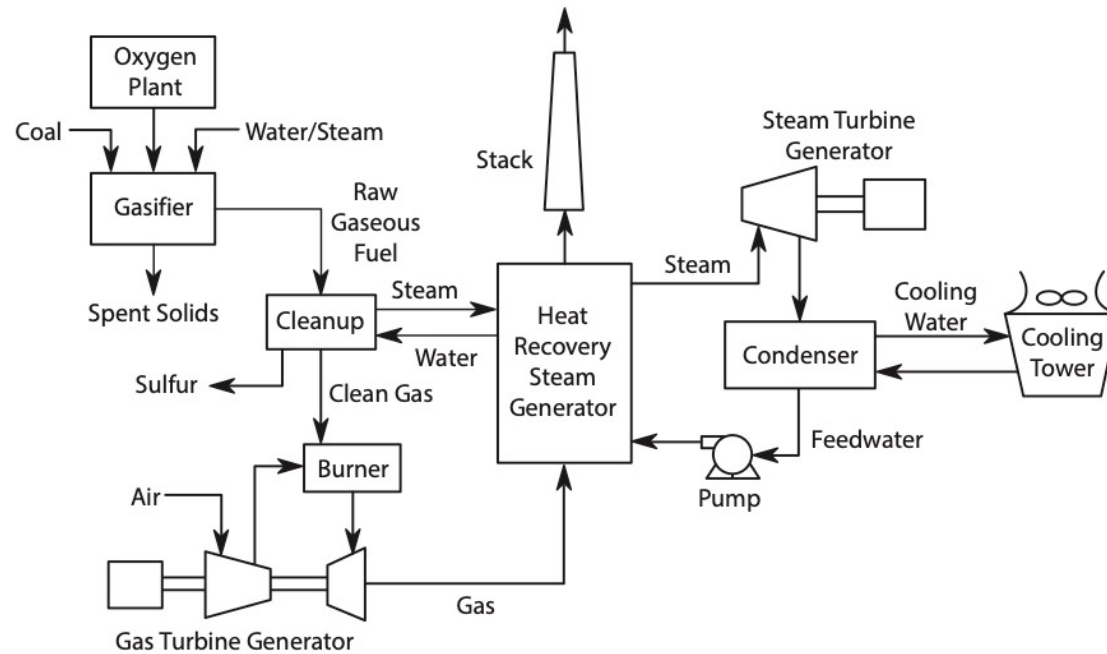 Oxygen
Plant
Coal
Water/Steam
Gasifier
Raw
Gaseous
Fuel
Spent Solids
Stack
Steam Turbine
Generator
Steam
Steam
Cleanup
Water
Heat
Recovery
Steam
Generator
Cooling
Water
Condenser
Cooling
Tower
Sulfur
Clean Gas
Feedwater
Burner
Pump
Air
Gas
Gas Turbine Generator